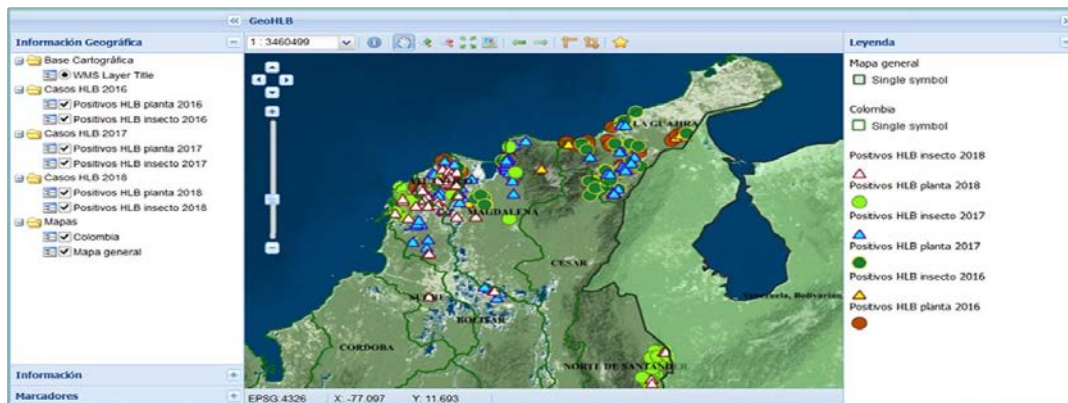 GeoHLB
Información Geográfica
Base Cartográfica
WMS Layer Title
Casos HLB 2016
Positivos HLB planta 2016
Positivos HLB insecto 2016
Casos HLB 2017
Positivos HLB planta 2017
Positivos HLB insecto 2017
Casos HLB 2018
Positivos HLB planta 2018
Positivos HLB insecto 2018
Mapas
Colombia
Mapa general
Información
Marcadores
1 : 3460499
LA GUAJIRA
MAGDALENA
CESAR
SUCRE
BOLIVAR
CORDOBA
NORTE DE SANTANDER
Venezuela, Bolivarian
EPSG:4326 X: -77.097 Y: 11.693
Leyenda
Mapa general
Single symbol
Colombia
Single symbol
Positivos HLB insecto 2018
Positivos HLB planta 2018
Positivos HLB insecto 2017
Positivos HLB planta 2017
Positivos HLB insecto 2016
Positivos HLB planta 2016